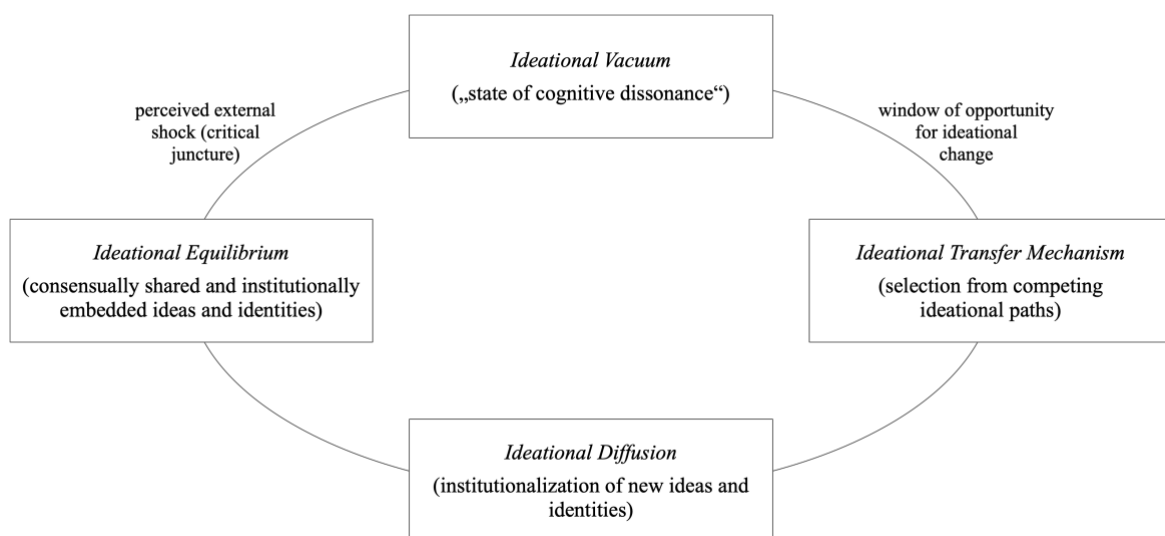 Ideational Vacuum
(„state of cognitive dissonance“)
perceived external
shock (critical
juncture)
window of opportunity
for ideational
change
Ideational Equilibrium
(consensually shared and institutionally
embedded ideas and identities)
Ideational Transfer Mechanism
(selection from competing
ideational paths)
Ideational Diffusion
(institutionalization of new ideas and
identities)